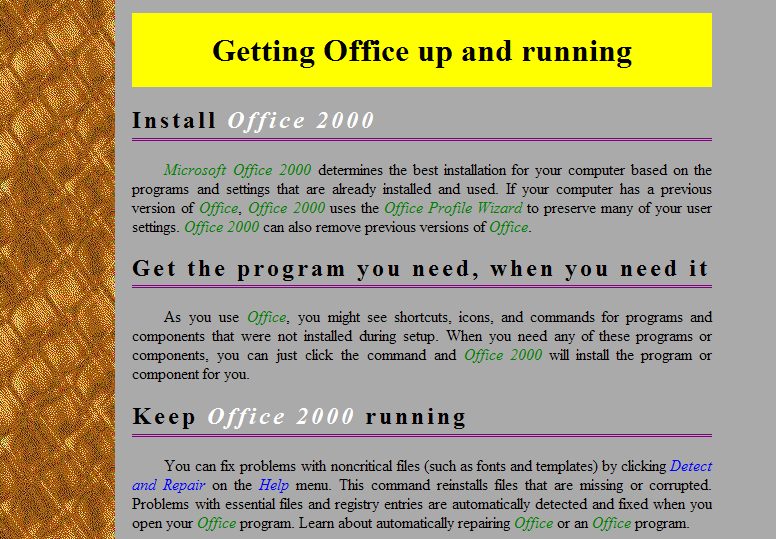 Getting Office up and running
Install Office 2000
Microsoft Office 2000 determines the best installation for your computer based on the
programs and settings that are already installed and used. If your computer has a previous
version of Office, Office 2000 uses the Office Profile Wizard to preserve many of your user
settings. Office 2000 can also remove previous versions of Office.
Get the program you need, when you need it
As you use Office, you might see shortcuts, icons, and commands for programs and
components that were not installed during setup. When you need any of these programs or
components, you can just click the command and Office 2000 will install the program or
component for you.
Keep Office 2000 running
You can fix problems with noncritical files (such as fonts and templates) by clicking Detect
and Repair on the Help menu. This command reinstalls files that are missing or corrupted.
Problems with essential files and registry entries are automatically detected and fixed when you
open your Office program. Learn about automatically repairing Office or an Office program.